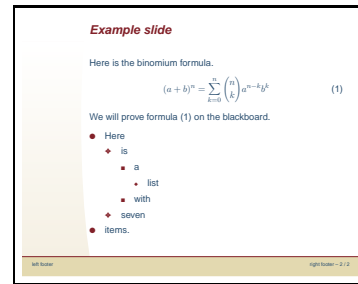 Example slide
Here is the binomium formula.
(a + b)^n = \sum_{k=0}^{n} \binom{n}{k} a^{n-k} b^k (1)
We will prove formula (1) on the blackboard.
Here
is
a
list
with
seven
items.
left footer
right footer – 2 / 2